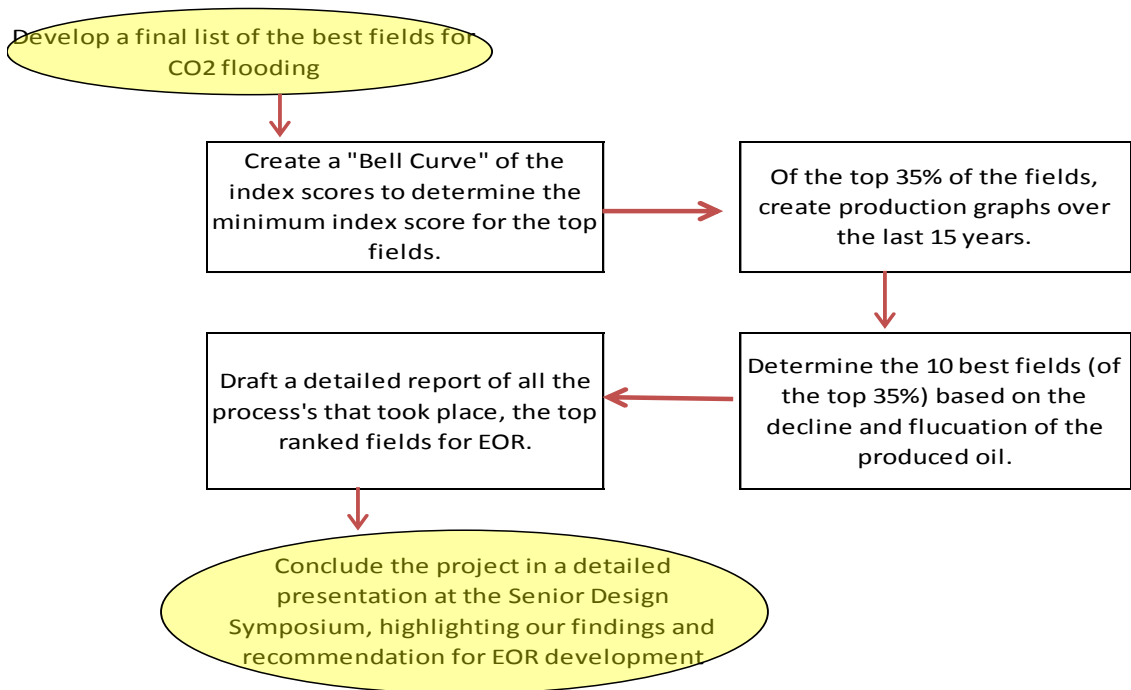 Develop a final list of the best fields for
CO2 flooding
Create a "Bell Curve" of the
index scores to determine the
minimum index score for the top
fields.
Of the top 35% of the fields,
create production graphs over
the last 15 years.
Determine the 10 best fields (of
the top 35%) based on the
decline and flucuation of the
produced oil.
Draft a detailed report of all the
process's that took place, the top
ranked fields for EOR.
Conclude the project in a detailed
presentation at the Senior Design
Symposium, highlighting our findings and
recommendation for EOR development